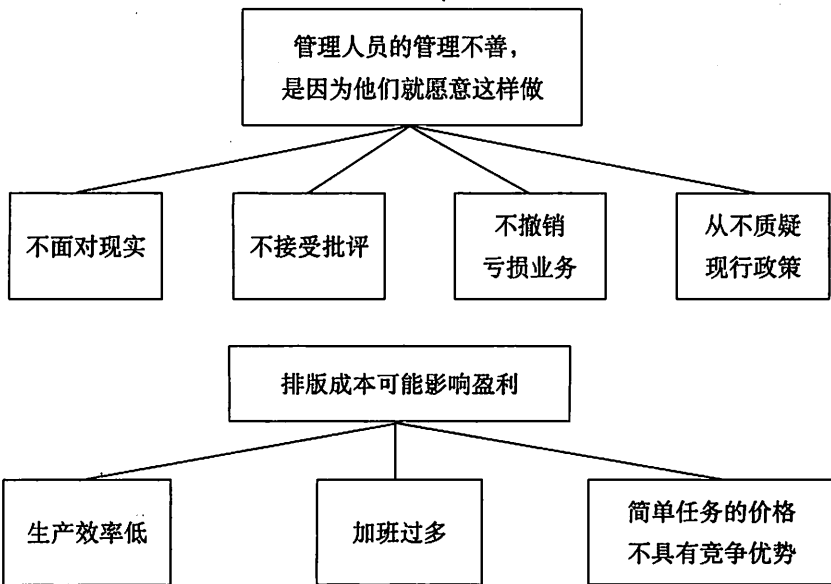 管理人员的管理不善，
是因为他们就愿意这样做
不面对现实
不接受批评
不撤销
亏损业务
从不质疑
现行政策
排版成本可能影响盈利
生产效率低
加班过多
简单任务的价格
不具有竞争优势